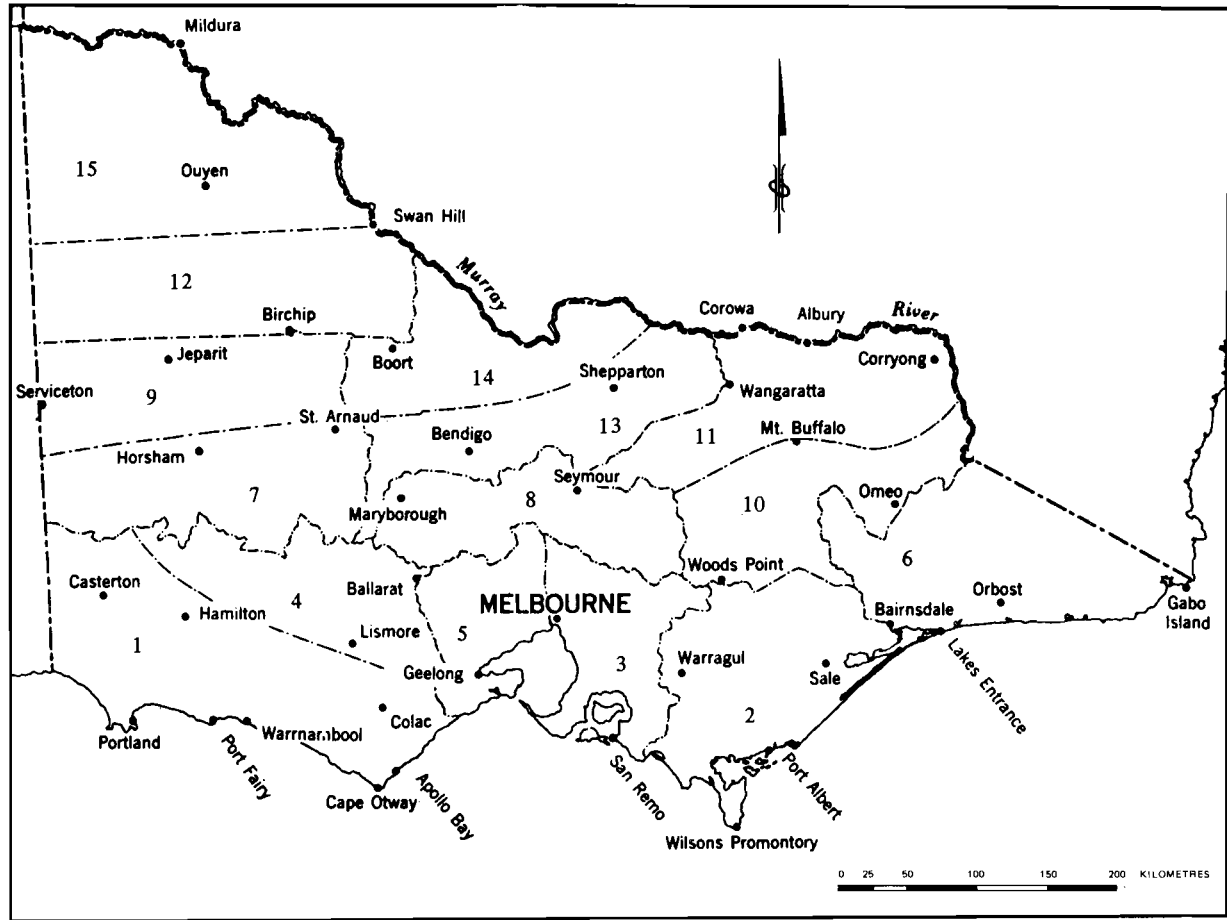 Mildura
15
Ouyen
Swan Hill
12
Murray
Birchip
Corowa
Albury
River
Jeparit
Boort
Corryong
14
Shepparton
Serviceton
9
Wangaratta
St. Arnaud
13
11
Mt. Buffalo
Bendigo
Horsham
Seymour
7
Maryborough
8
10
Omeo
6
Casterton
Ballarat
Woods Point
Orbost
Gabo
Island
Hamilton
4
MELBOURNE
Bairnsdale
1
Lismore
5
Geelong
3
Warragul
Sale
Lakes Entrance
2
Colac
Portland
Port Fairy
Warrnambool
San Remo
Port Albert
Cape Otway
Apollo Bay
Wilsons Promontory
0 25 50 100 150 200 KILOMETRES